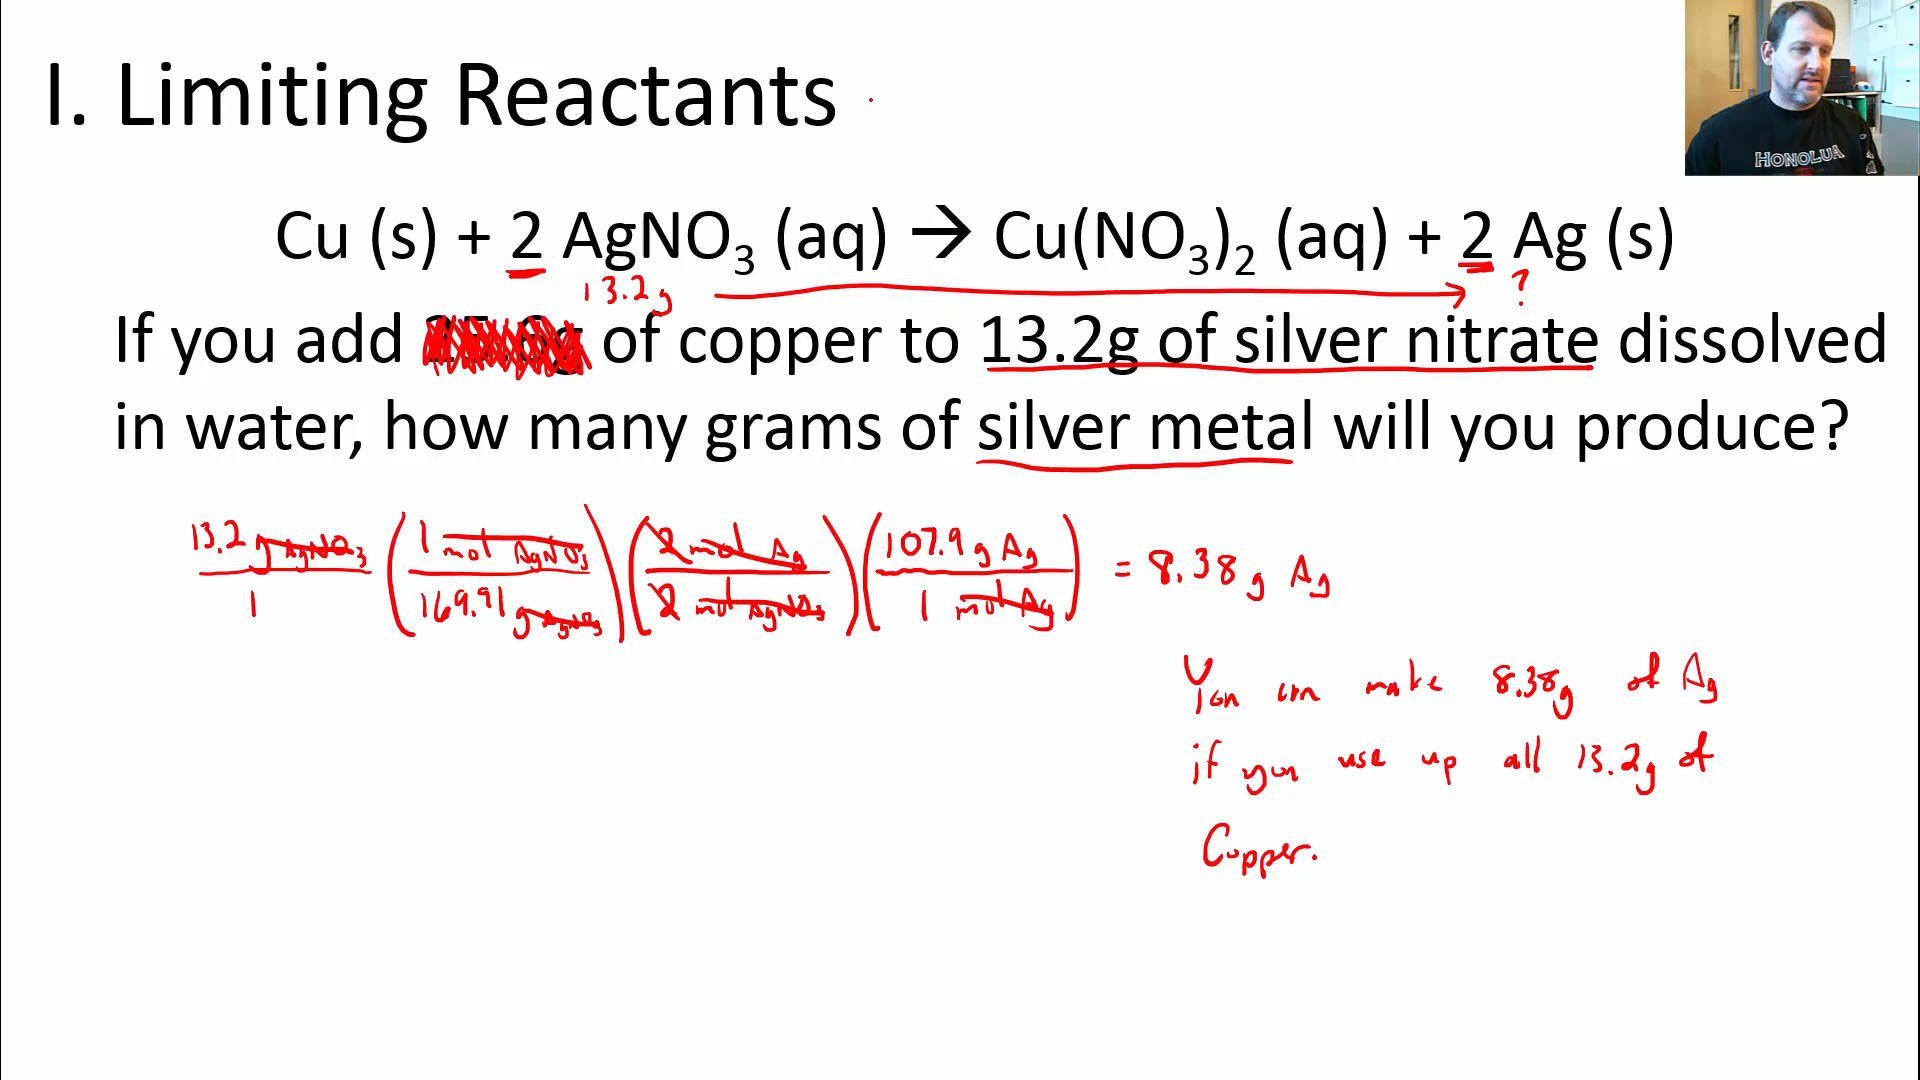 I. Limiting Reactants
Cu (s) + 2 AgNO₃ (aq) → Cu(NO₃)₂ (aq) + 2 Ag (s)
13.2g ?
If you add of copper to 13.2g of silver nitrate dissolved
in water, how many grams of silver metal will you produce?
13.2 g AgNO₃ / 1 (1 mol AgNO₃ / 169.91 g AgNO₃) (2 mol Ag / 2 mol AgNO₃) (107.9 g Ag / 1 mol Ag) = 8.38 g Ag
You can make 8.38g of Ag
if you use up all 13.2g of
Copper.
HONOLUA